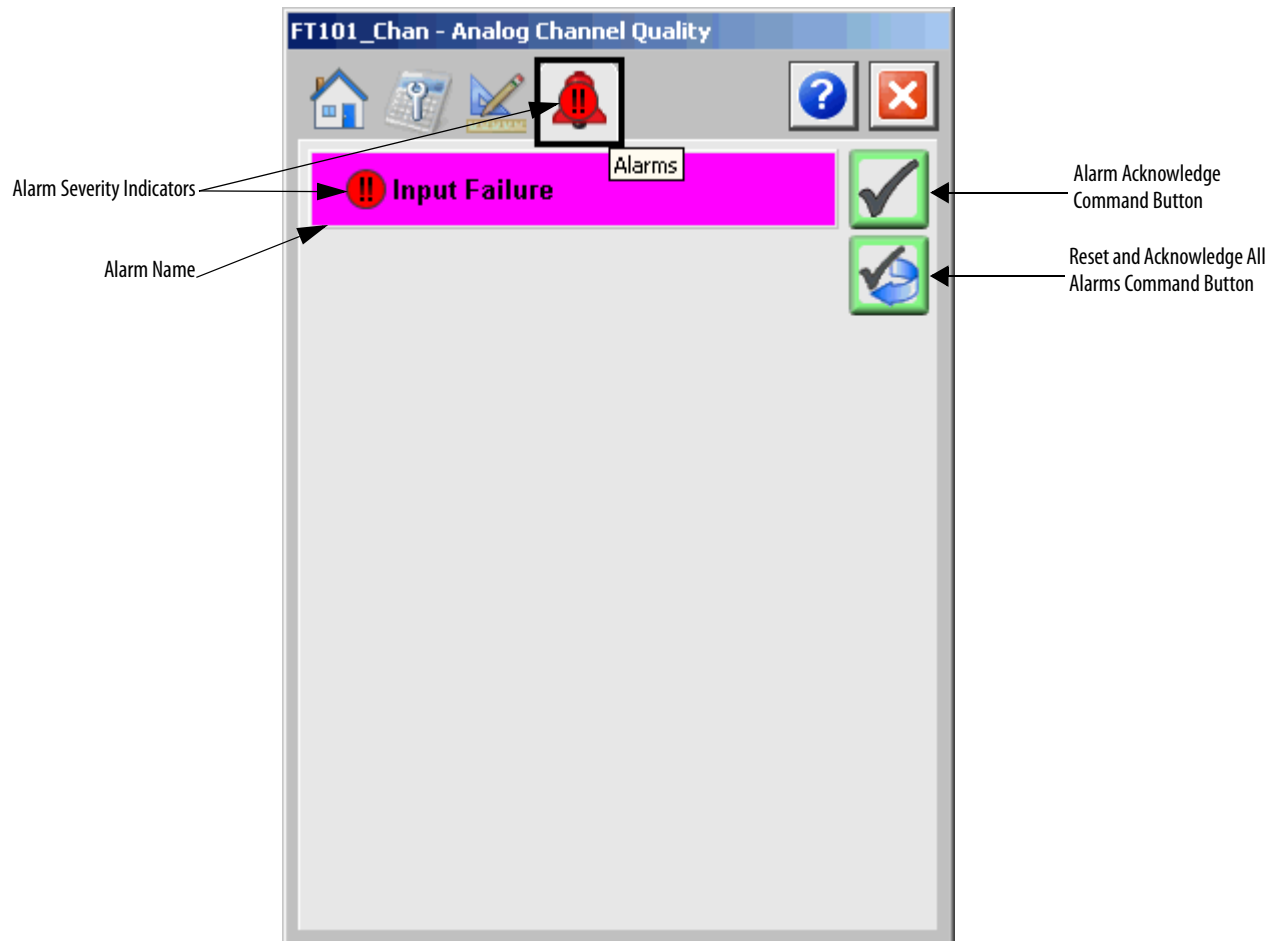 FT101_Chan - Analog Channel Quality
Alarms
Alarm Severity Indicators
!! Input Failure
Alarm Name
Alarm Acknowledge
Command Button
Reset and Acknowledge All
Alarms Command Button